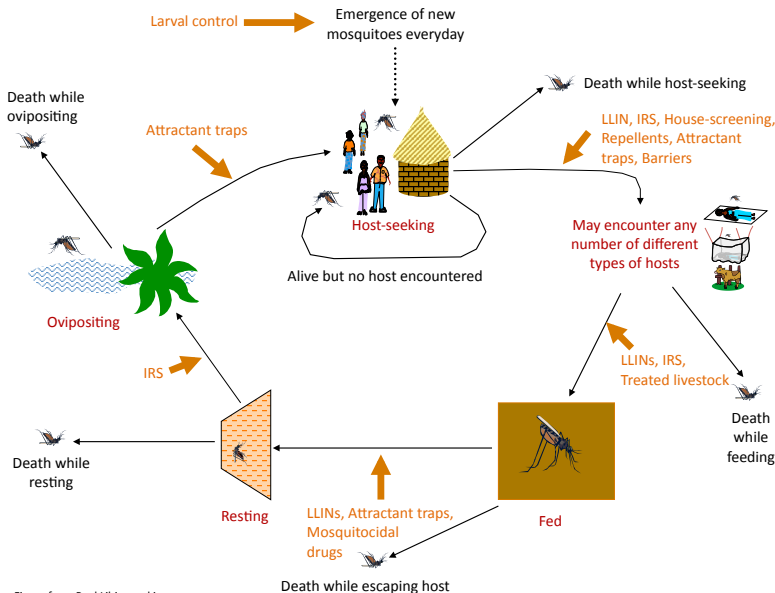 Larval control
Emergence of new
mosquitoes everyday
Death while host-seeking
Death while
ovipositing
Attractant traps
LLIN, IRS, House-screening,
Repellents, Attractant
traps, Barriers
Host-seeking
May encounter any
number of different
types of hosts
Alive but no host encountered
Ovipositing
IRS
LLINs, IRS,
Treated livestock
Death
while
feeding
Death while
resting
Resting
LLINs, Attractant traps,
Mosquitocidal
drugs
Fed
Death while escaping host